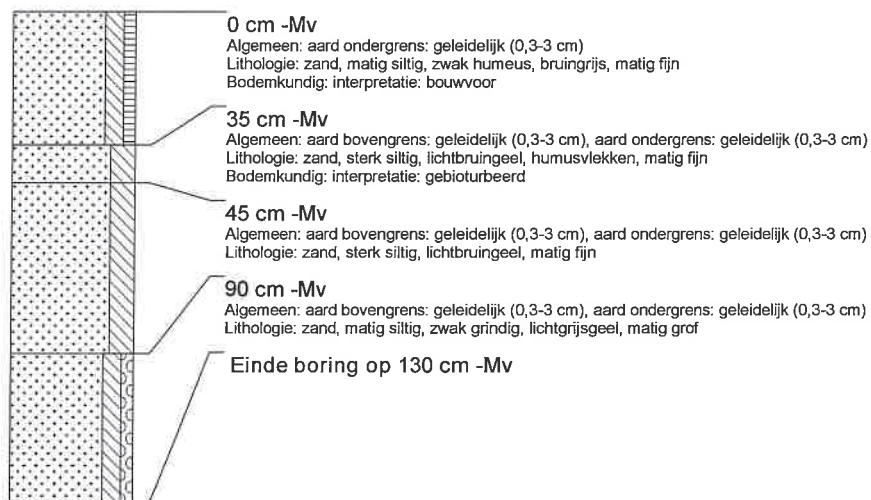 0 cm -Mv
Algemeen: aard ondergrens: geleidelijk (0,3-3 cm)
Lithologie: zand, matig siltig, zwak humeus, bruingrijs, matig fijn
Bodemkundig: interpretatie: bouwvoor
35 cm -Mv
Algemeen: aard bovengrens: geleidelijk (0,3-3 cm), aard ondergrens: geleidelijk (0,3-3 cm)
Lithologie: zand, sterk siltig, lichtbruingeel, humusvlekken, matig fijn
Bodemkundig: interpretatie: gebioturbeerd
45 cm -Mv
Algemeen: aard bovengrens: geleidelijk (0,3-3 cm), aard ondergrens: geleidelijk (0,3-3 cm)
Lithologie: zand, sterk siltig, lichtbruingeel, matig fijn
90 cm -Mv
Algemeen: aard bovengrens: geleidelijk (0,3-3 cm), aard ondergrens: geleidelijk (0,3-3 cm)
Lithologie: zand, matig siltig, zwak grindig, lichtgrijsgeel, matig grof
Einde boring op 130 cm -Mv